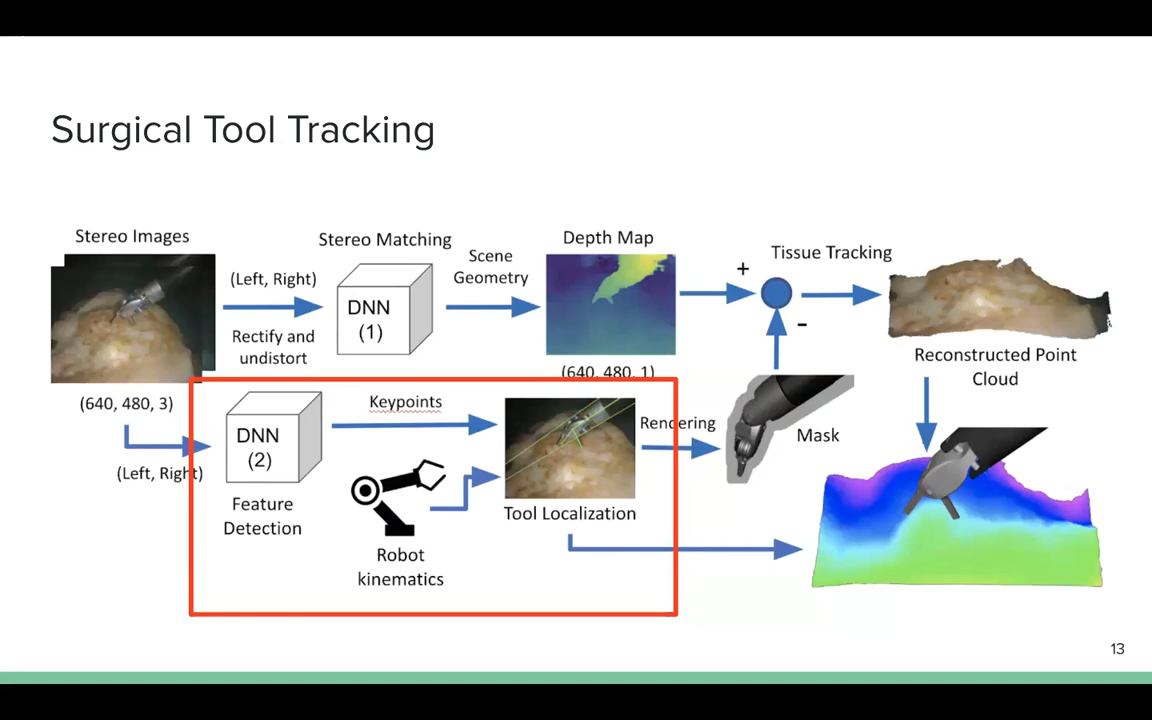 Surgical Tool Tracking
Stereo Images
(640, 480, 3)
(Left, Right)
Rectify and
undistort
Stereo Matching
DNN
(1)
Scene
Geometry
Depth Map
(640, 480, 1)
+
-
Tissue Tracking
Reconstructed Point
Cloud
(Left, Right)
DNN
(2)
Feature
Detection
Keypoints
Robot
kinematics
Tool Localization
Rendering
Mask
13